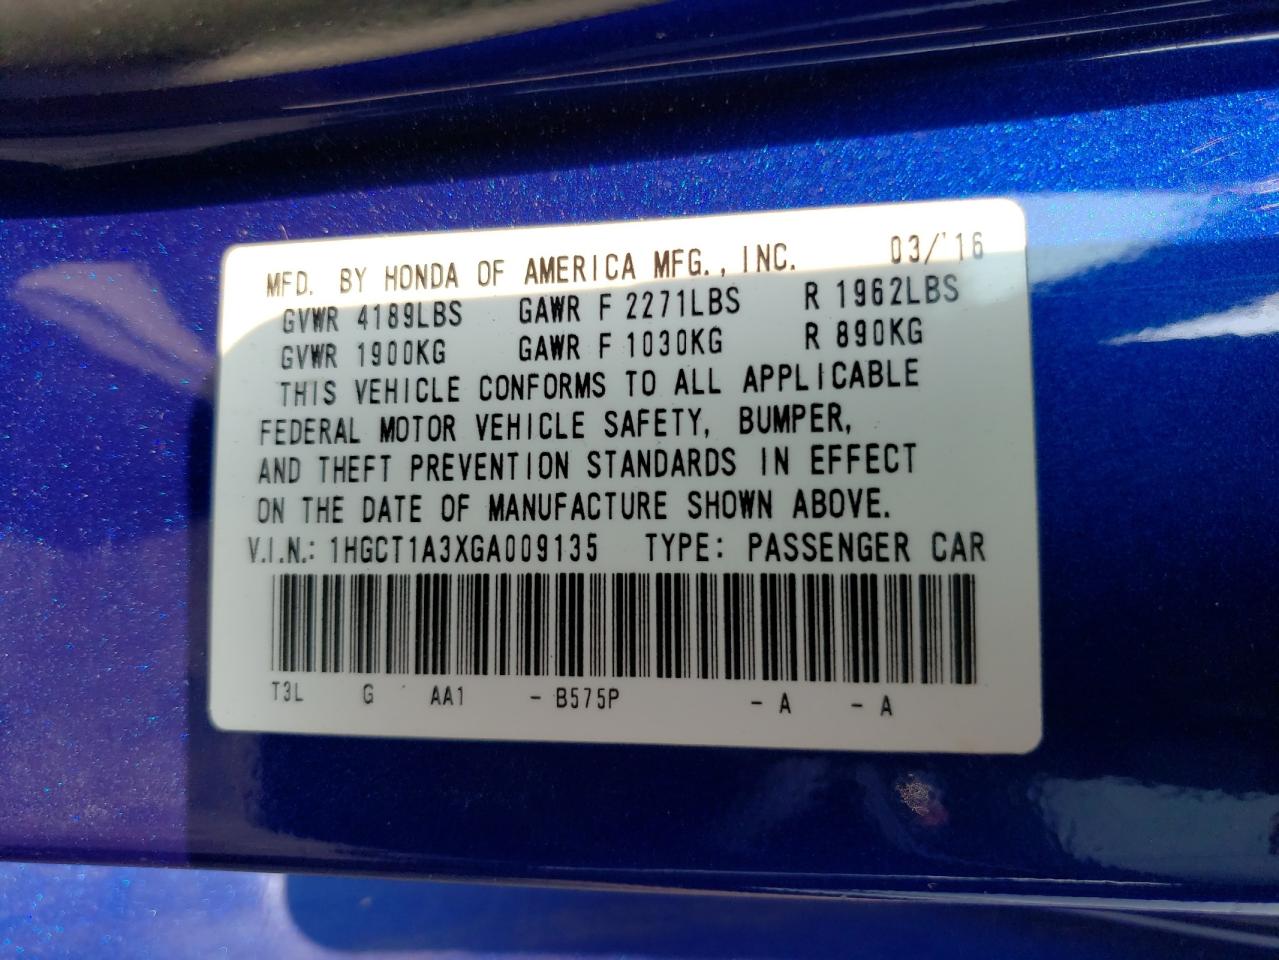 MFD. BY HONDA OF AMERICA MFG., INC. 03/'16
GVWR 4189LBS GAWR F 2271LBS R 1962LBS
GVWR 1900KG GAWR F 1030KG R 890KG
THIS VEHICLE CONFORMS TO ALL APPLICABLE
FEDERAL MOTOR VEHICLE SAFETY, BUMPER,
AND THEFT PREVENTION STANDARDS IN EFFECT
ON THE DATE OF MANUFACTURE SHOWN ABOVE.
V.I.N.: 1HGCT1A3XGA009135 TYPE: PASSENGER CAR
T3L G AA1 - B575P - A - A